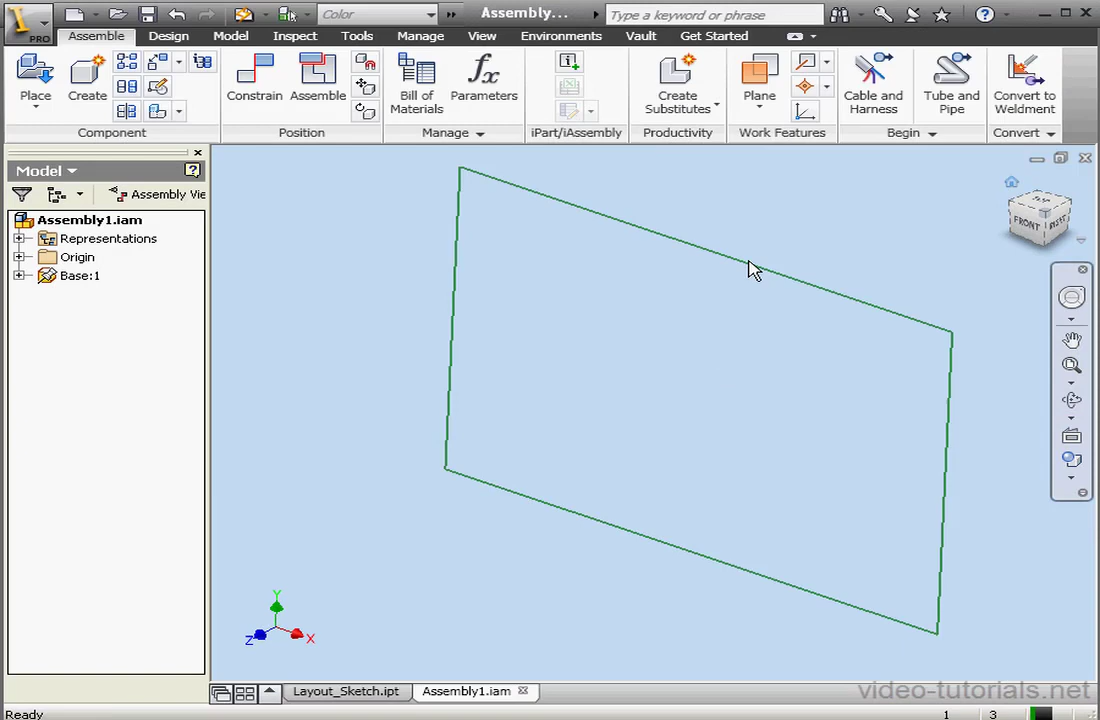 PRO
Color
Assembly...
Type a keyword or phrase
Assemble Design Model Inspect Tools Manage View Environments Vault Get Started
Place
Create
Component
Constrain
Assemble
Position
Bill of
Materials
Parameters
Manage
iPart/iAssembly
Create
Substitutes
Productivity
Plane
Work Features
Cable and
Harness
Tube and
Pipe
Begin
Convert to
Weldment
Convert
Model
Assembly Vie
Assembly1.iam
Representations
Origin
Base:1
TOP
FRONT
RIGHT
Y
Z
X
Layout_Sketch.ipt
Assembly1.iam
video-tutorials.net
Ready
1
3